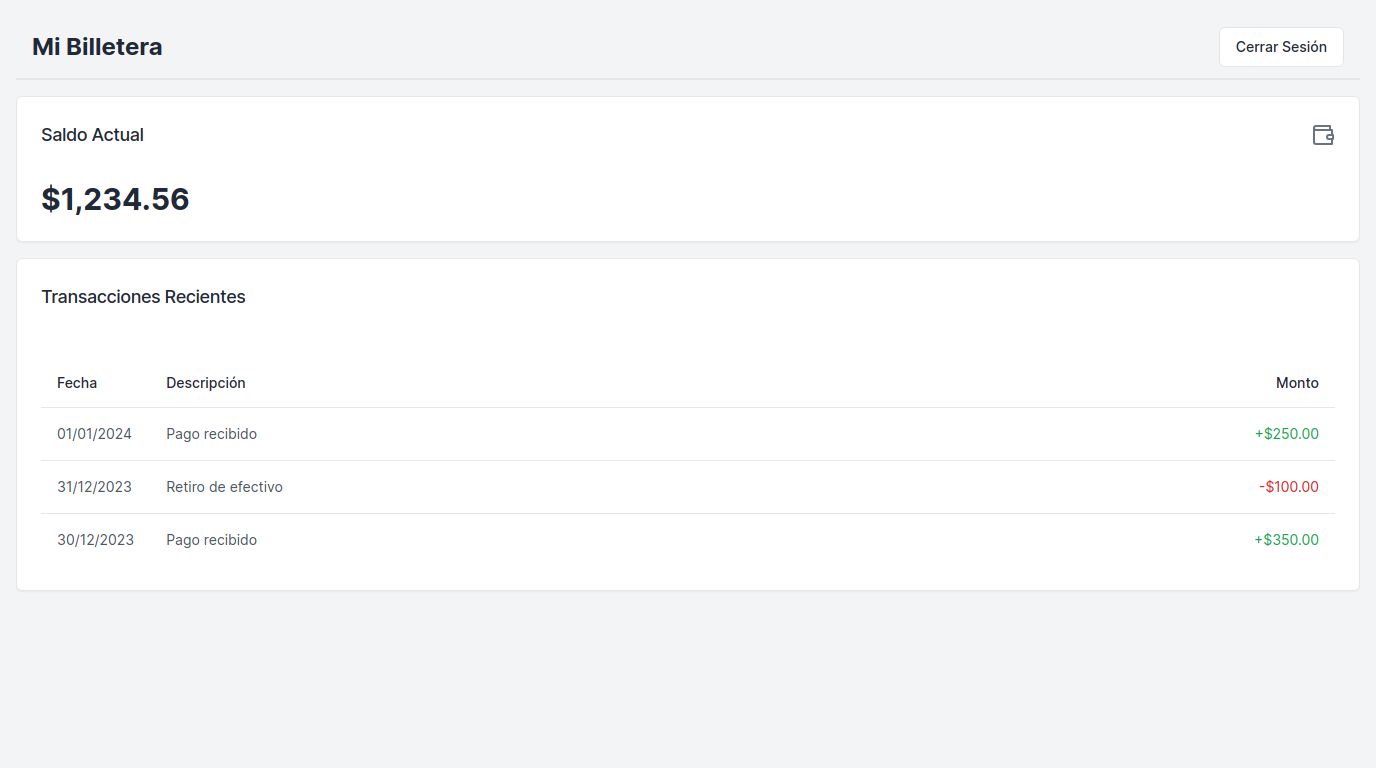 Mi Billetera
Cerrar Sesión
Saldo Actual
$1,234.56
Transacciones Recientes
Fecha Descripción Monto
01/01/2024 Pago recibido +$250.00
31/12/2023 Retiro de efectivo -$100.00
30/12/2023 Pago recibido +$350.00